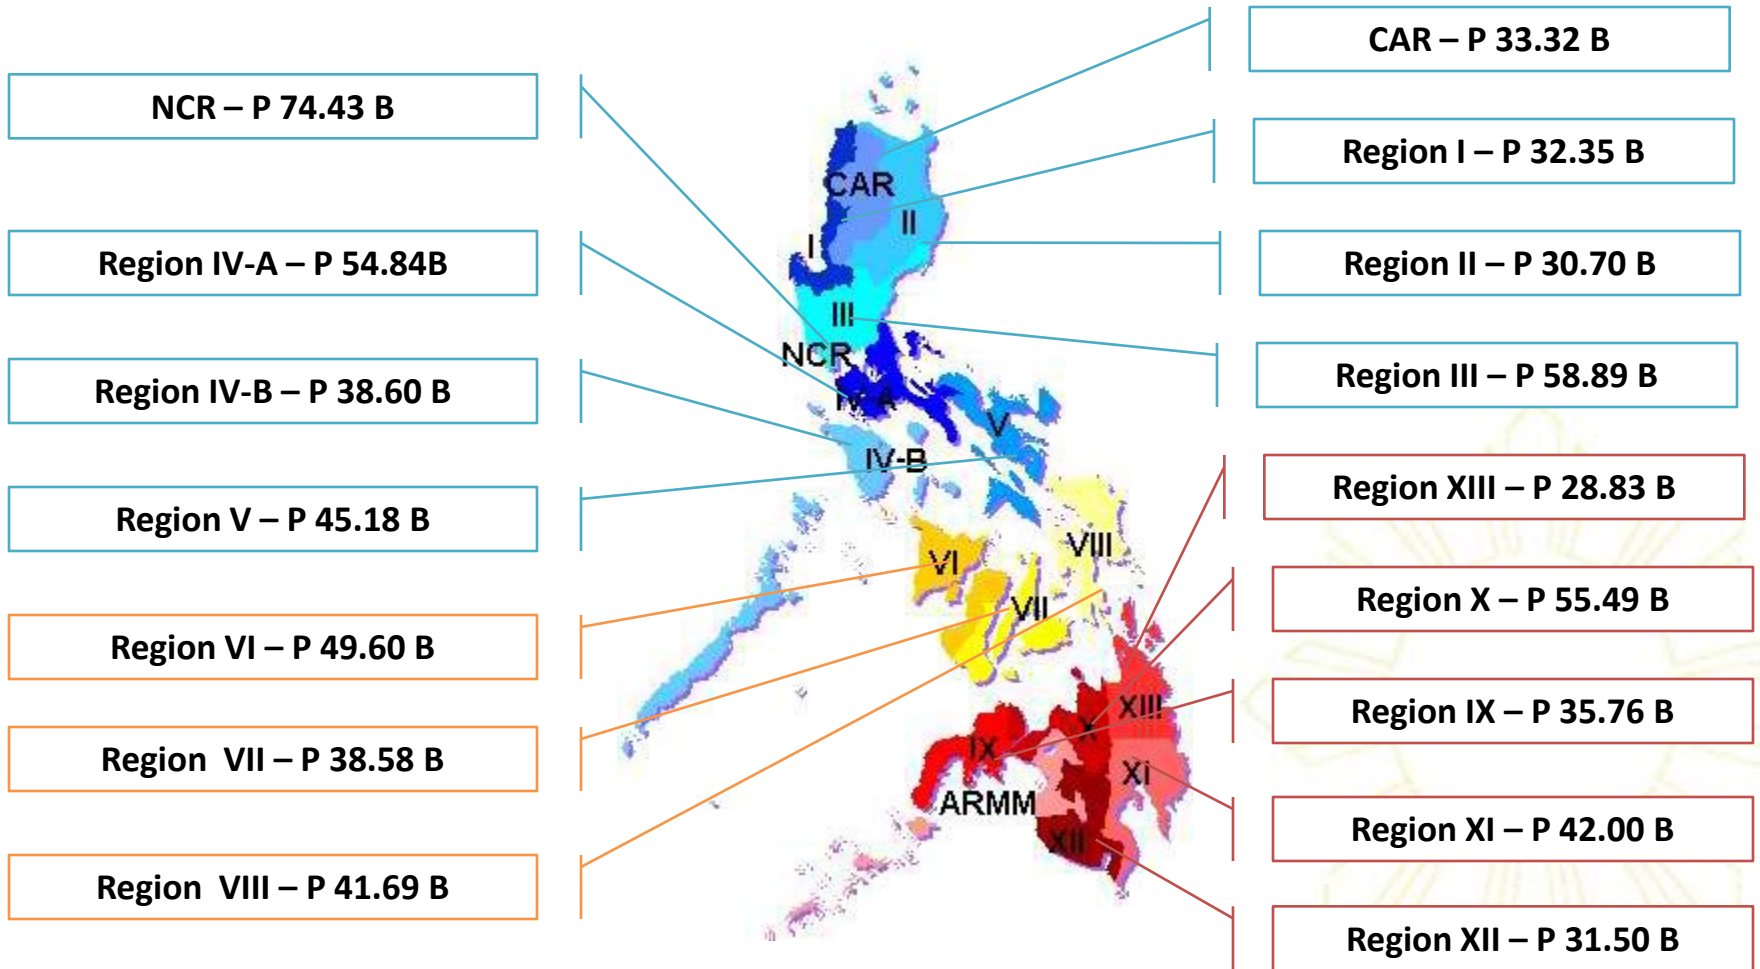 NCR – P 74.43 B
Region IV-A – P 54.84B
Region IV-B – P 38.60 B
Region V – P 45.18 B
Region VI – P 49.60 B
Region  VII – P 38.58 B
Region  VIII – P 41.69 B
CAR
II
I
III
NCR
IV-A
V
IV-B
VIII
VI
VII
XIII
X
IX
Xi
ARMM
XII
CAR – P 33.32 B
Region I – P 32.35 B
Region II – P 30.70 B
Region III – P 58.89 B
Region XIII – P 28.83 B
Region X – P 55.49 B
Region IX – P 35.76 B
Region XI – P 42.00 B
Region XII – P 31.50 B